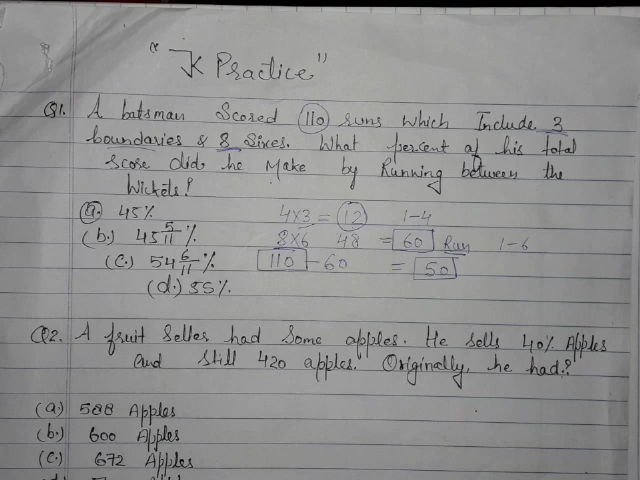 "JK Practice"
Q1. A batsman Scored 110 runs which Include 3
boundaries & 8 Sixes. What percent of his total
score did he Make by Running between the
Wickets?
(a.) 45%
(b.) 45 5/11 %
(c.) 54 6/11 %
(d.) 55%
4x3 = 12 1-4
8x6 48 = 60 Run 1-6
110 - 60 = 50
Q2. A fruit Seller had Some apples. He Sells 40% Apples
and Still 420 apples. Originally, he had.?
(a.) 588 Apples
(b.) 600 Apples
(c.) 672 Apples